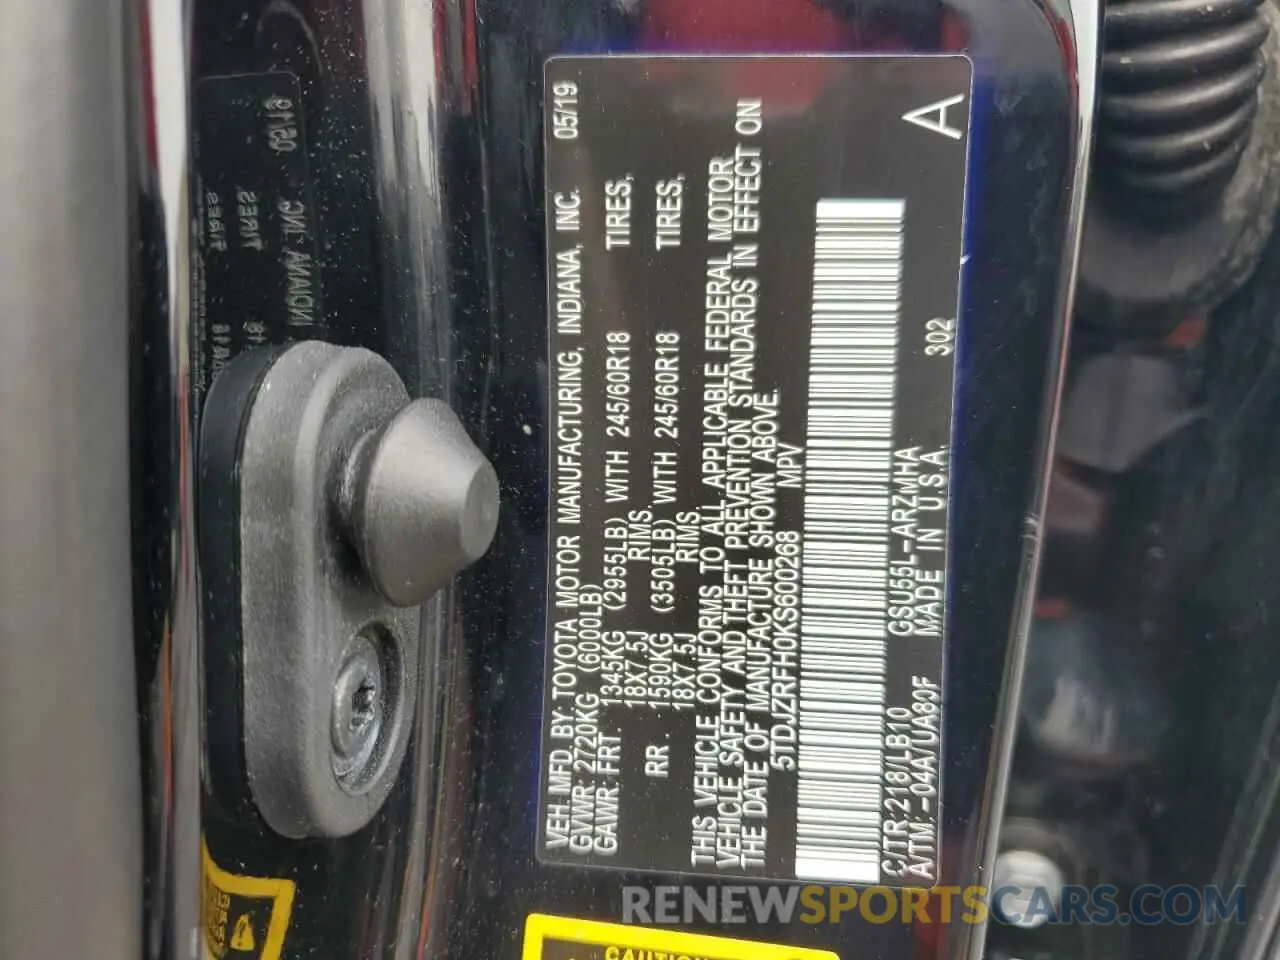 VEH. MFD. BY: TOYOTA MOTOR MANUFACTURING, INDIANA, INC. 05/19
GVWR: 2720KG (6000LB)
GAWR: FRT. 1345KG (2955LB) WITH 245/60R18 TIRES,
18X7.5J RIMS.
RR. 1590KG (3505LB) WITH 245/60R18 TIRES,
18X7.5J RIMS.
THIS VEHICLE CONFORMS TO ALL APPLICABLE FEDERAL MOTOR
VEHICLE SAFETY AND THEFT PREVENTION STANDARDS IN EFFECT ON
THE DATE OF MANUFACTURE SHOWN ABOVE.
5TDJZRFH0KS600268 MPV
C/TR:218/LB10 GSU55L-ARZMHA
A/TM:-04A/UA80F MADE IN U.S.A. 302
A
CAUTION
RENEWSPORTSCARS.COM